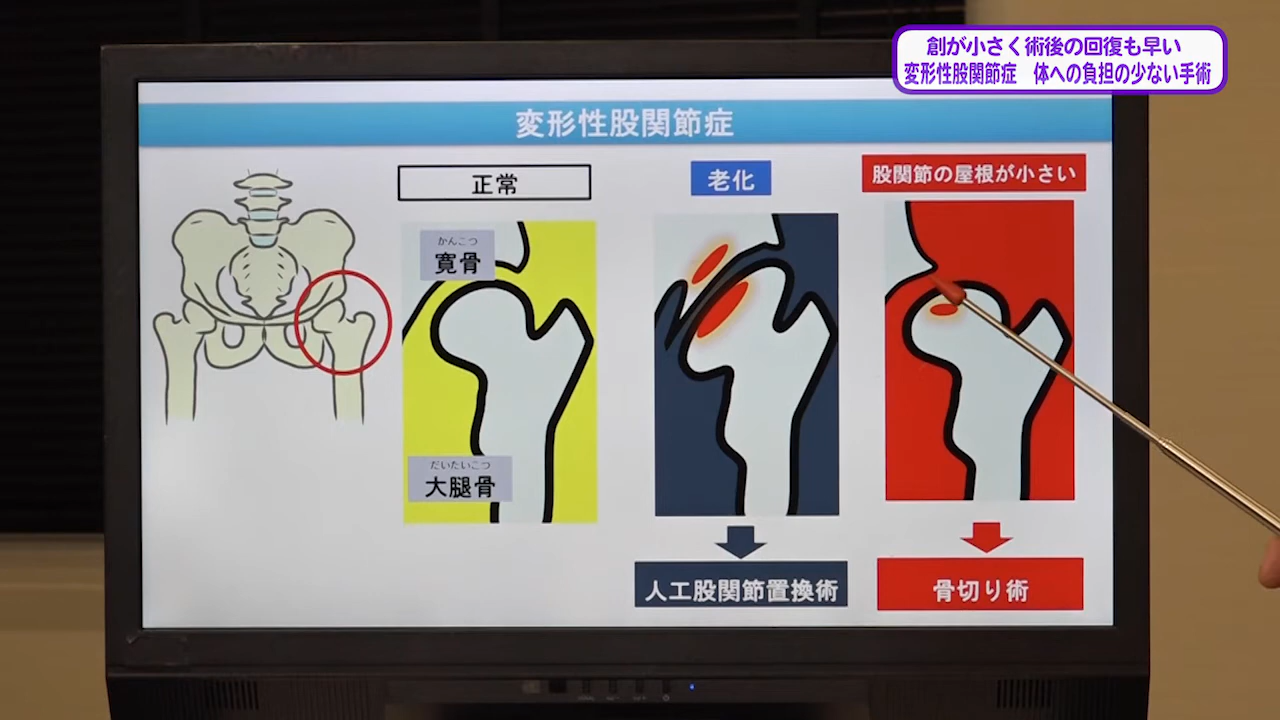 創が小さく術後の回復も早い
変形性股関節症　体への負担の少ない手術
変形性股関節症
正常
老化
股関節の屋根が小さい
かんこつ
寛骨
だいたいこつ
大腿骨
人工股関節置換術
骨切り術